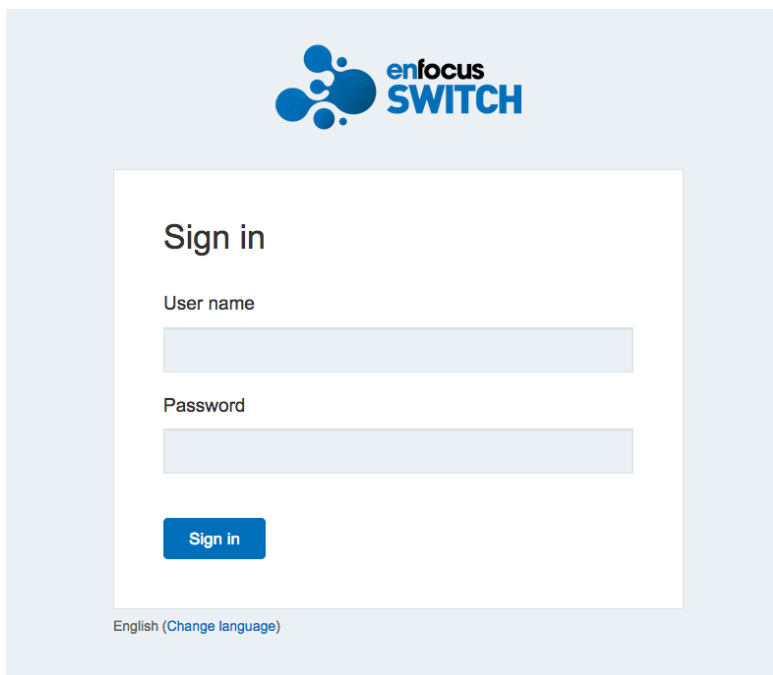 enfocus
SWITCH
Sign in
User name
Password
Sign in
English (Change language)